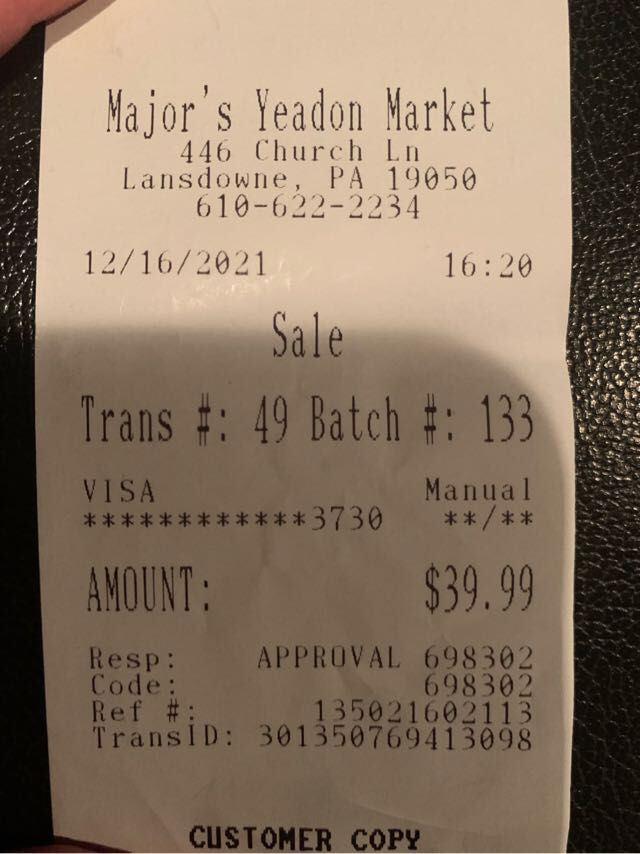 Major's Yeadon Market
446 Church Ln
Lansdowne, PA 19050
610-622-2234
12/16/2021 16:20
Sale
Trans #: 49 Batch #: 133
VISA Manual
************3730 **/**
AMOUNT: $39.99
Resp: APPROVAL 698302
Code: 698302
Ref #: 135021602113
TransID: 301350769413098
CUSTOMER COPY